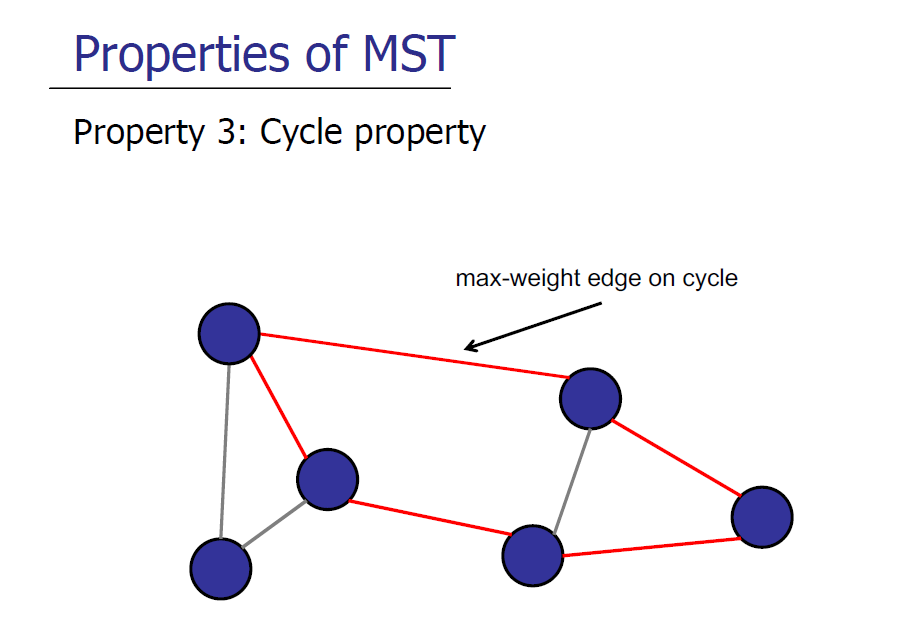 Properties of MST
Property 3: Cycle property
max-weight edge on cycle